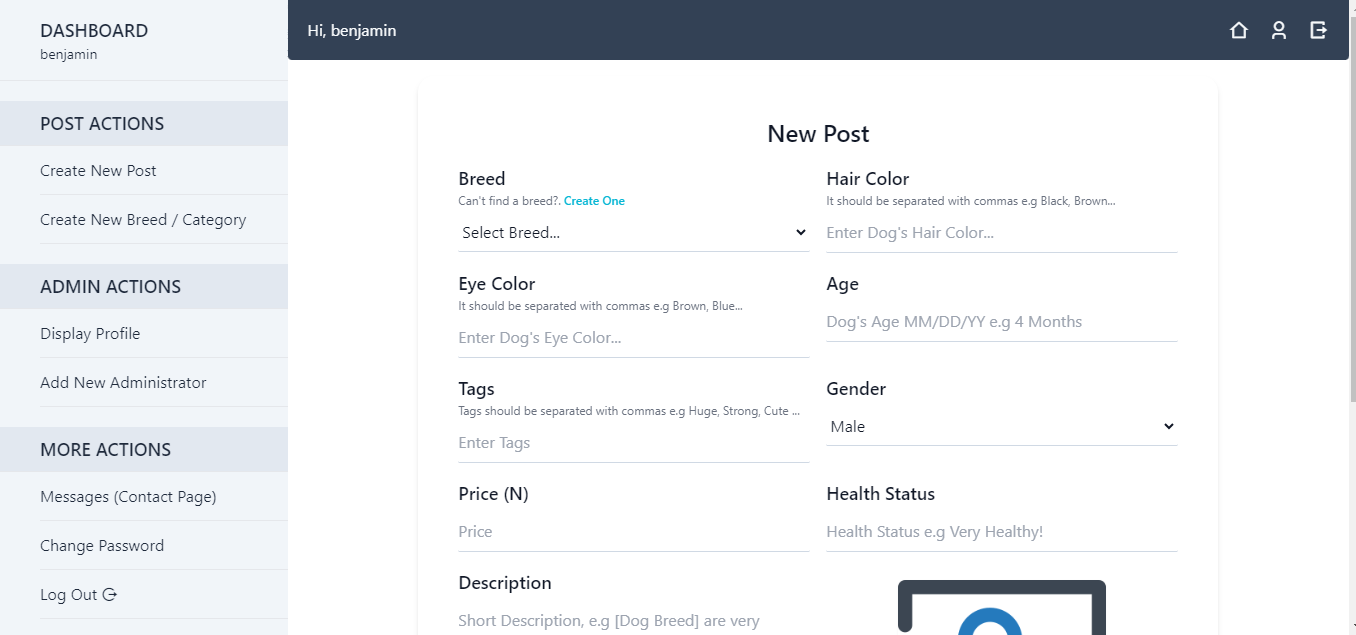 DASHBOARD
benjamin
POST ACTIONS
Create New Post
Create New Breed / Category
ADMIN ACTIONS
Display Profile
Add New Administrator
MORE ACTIONS
Messages (Contact Page)
Change Password
Log Out
Hi, benjamin
New Post
Breed
Can't find a breed?. Create One
Select Breed...
Hair Color
It should be separated with commas e.g Black, Brown...
Enter Dog's Hair Color...
Eye Color
It should be separated with commas e.g Brown, Blue...
Enter Dog's Eye Color...
Age
Dog's Age MM/DD/YY e.g 4 Months
Tags
Tags should be separated with commas e.g Huge, Strong, Cute ...
Enter Tags
Gender
Male
Price (N)
Price
Health Status
Health Status e.g Very Healthy!
Description
Short Description, e.g [Dog Breed] are very